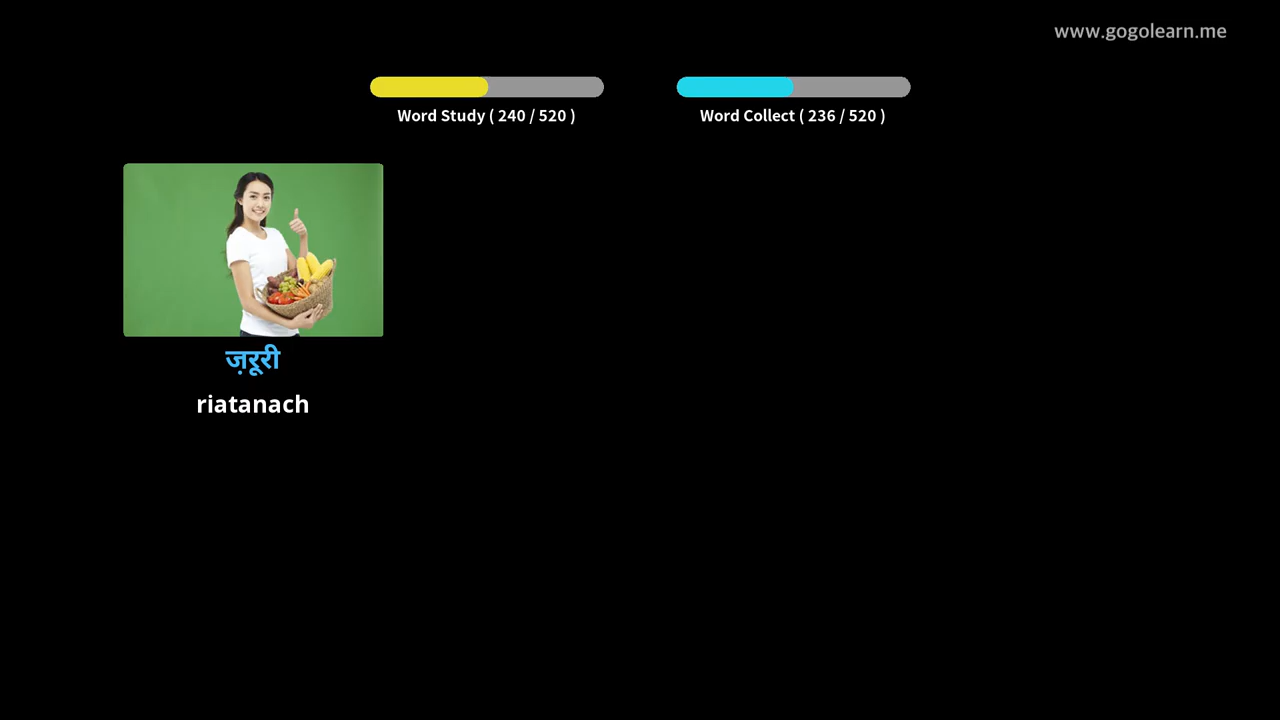 www.gogolearn.me
Word Study ( 240 / 520 )
Word Collect ( 236 / 520 )
ज़रूरी
riatanach